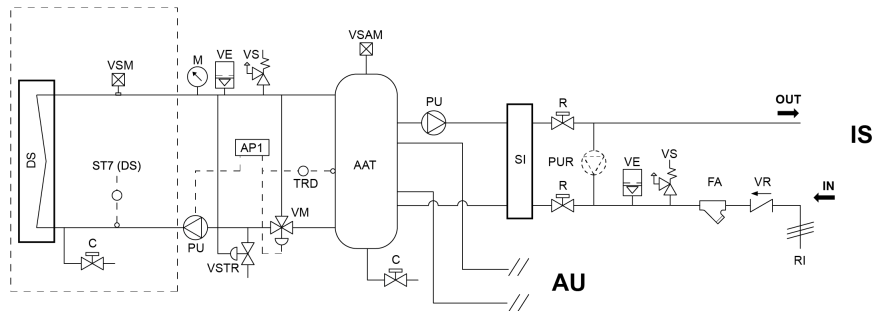 VSAM
VSM
M
VE
VS
PU
R
OUT
IS
DS
ST7 (DS)
AP1
TRD
AAT
SI
PUR
VE
VS
FA
VR
IN
R
PU
VSTR
VM
C
C
AU
RI